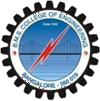 B.M.S. COLLEGE OF ENGINEERING
BANGALORE - 560 019